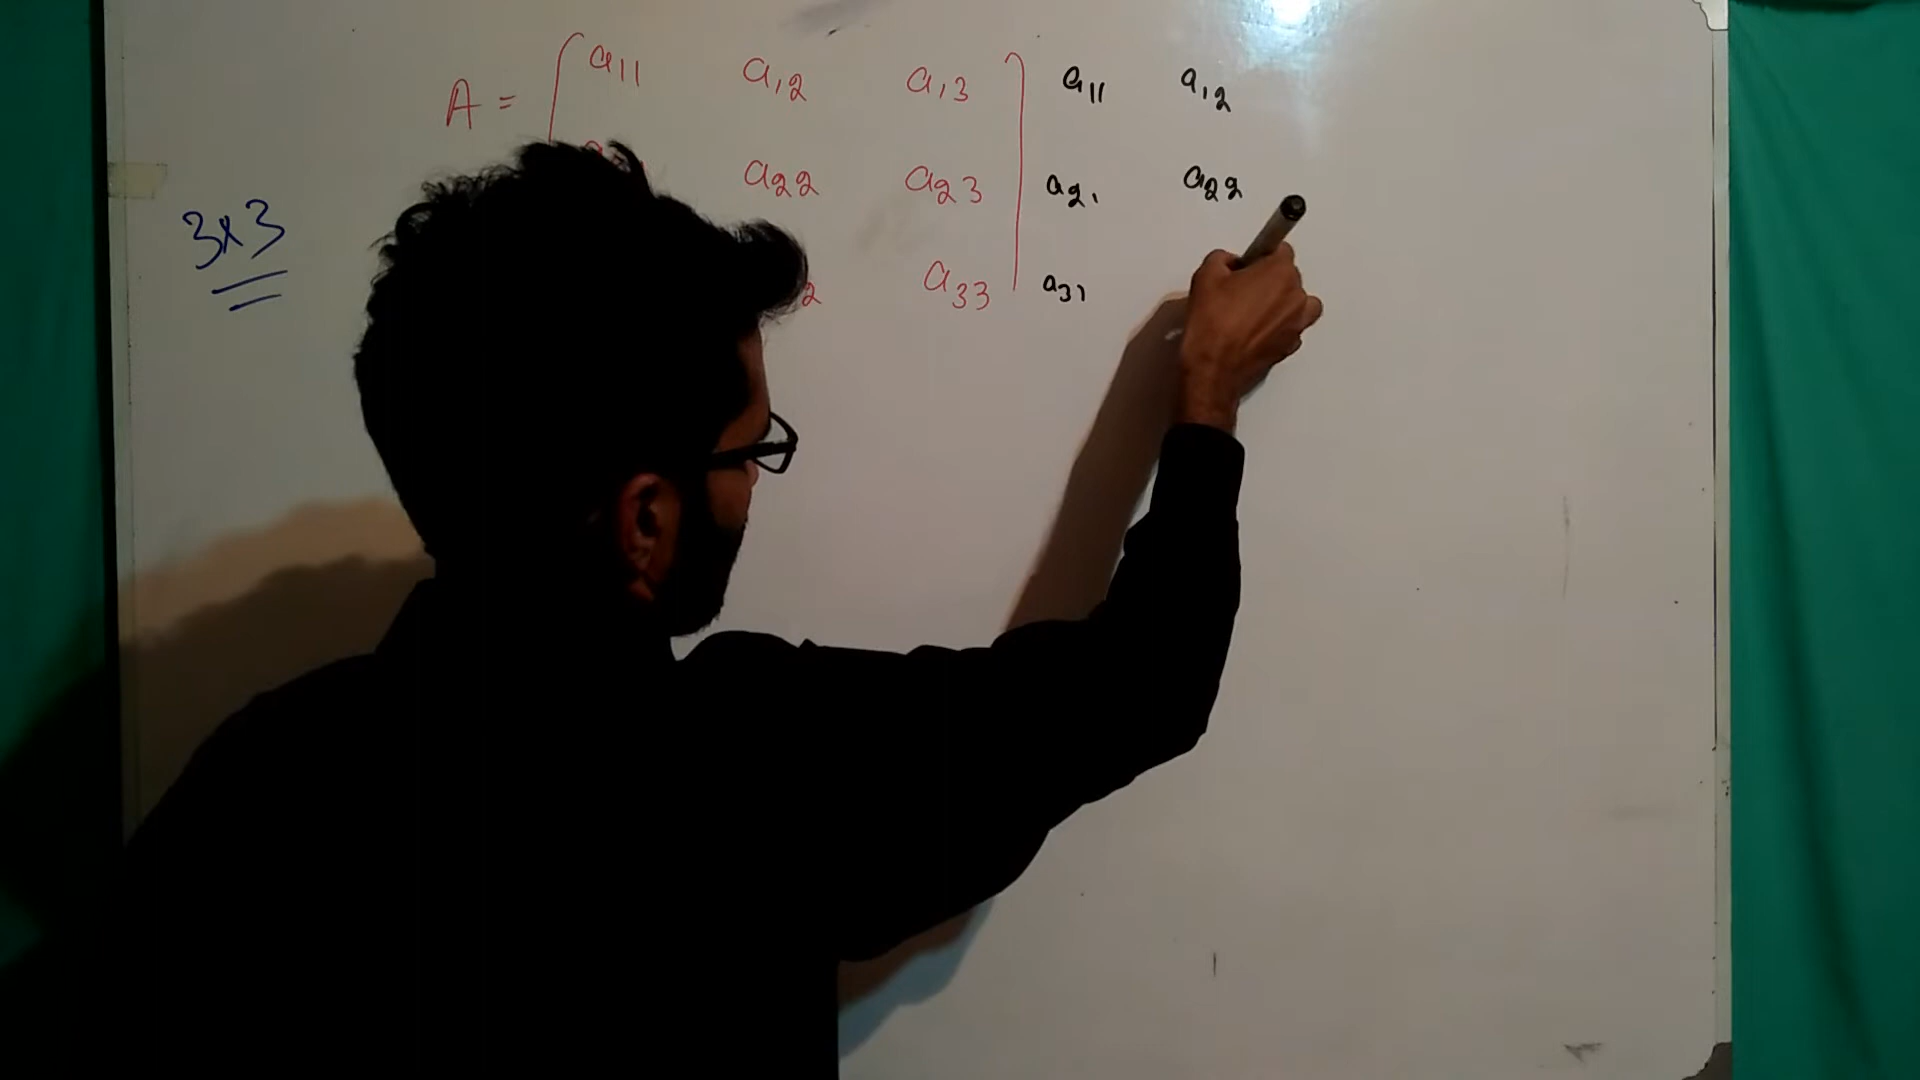 A = [ a11 a12 a13 ] a11 a12
a22 a23 a21 a22
3x3
a33 a31